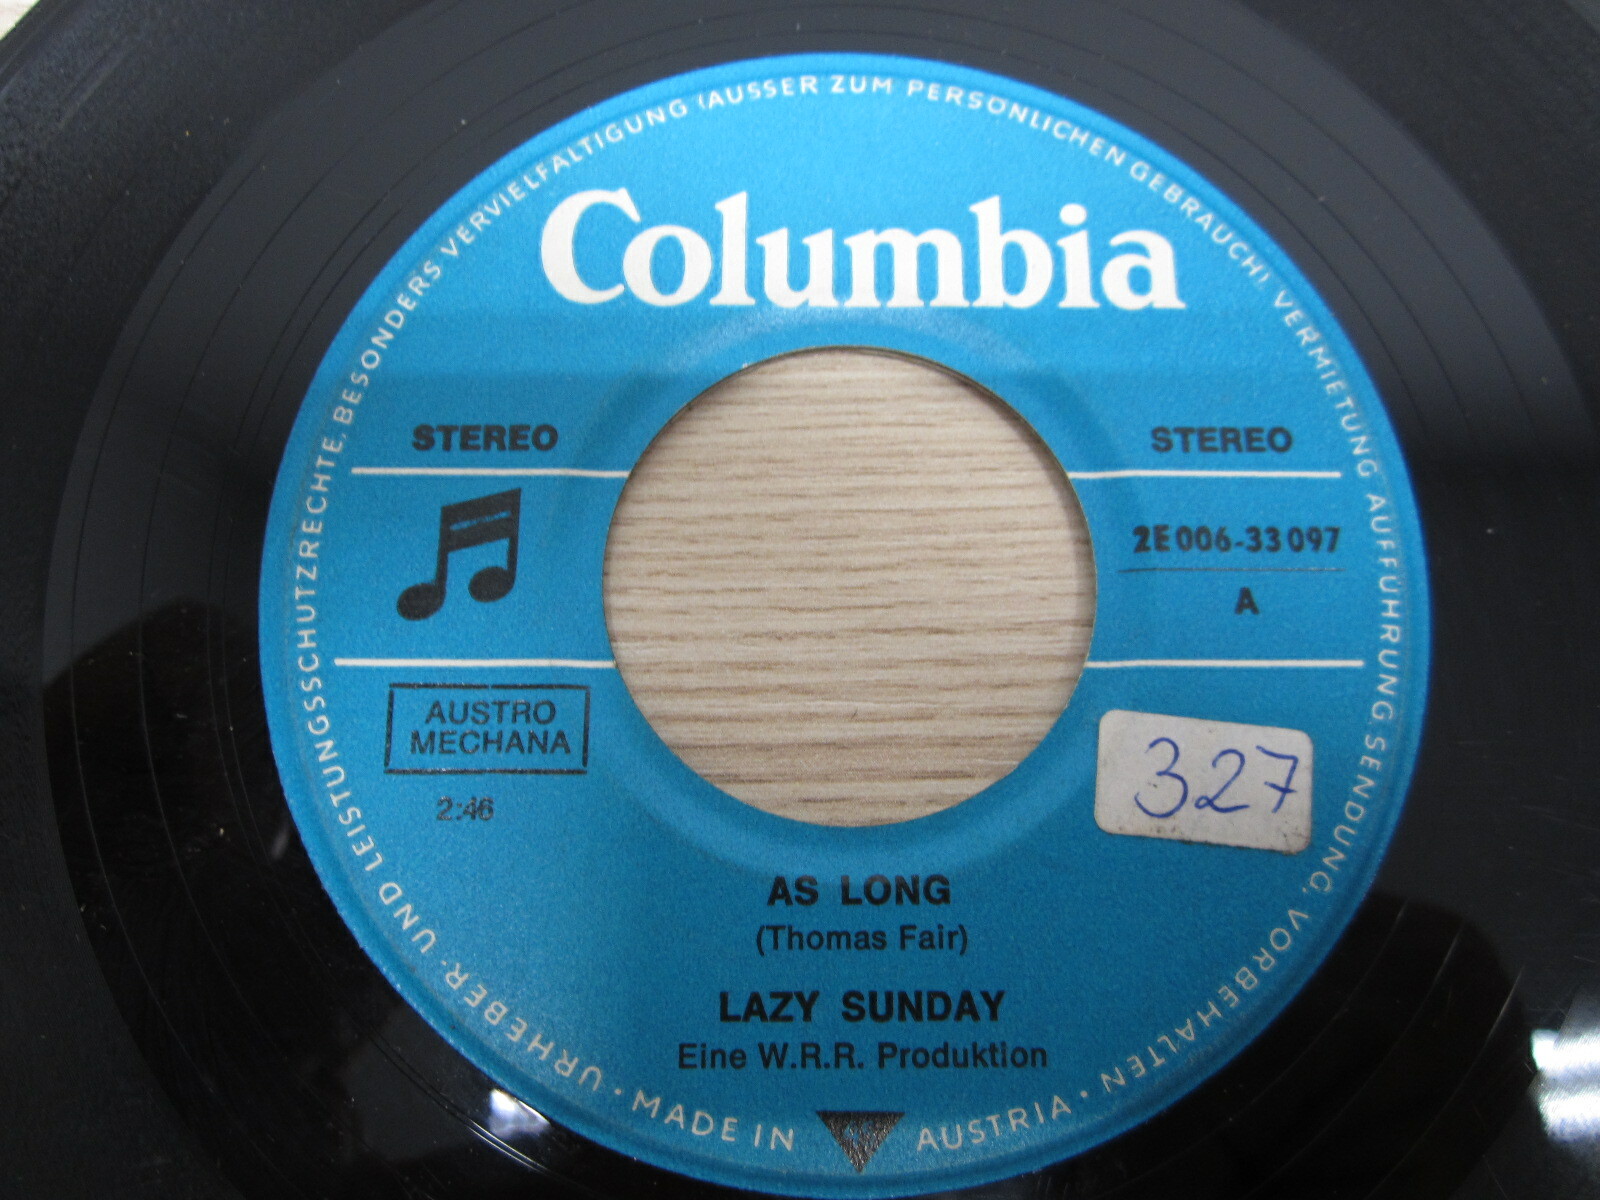 URHEBER- UND LEISTUNGSSCHUTZRECHTE, BESONDERS VERVIELFÄLTIGUNG (AUSSER ZUM PERSÖNLICHEN GEBRAUCH) VERMIETUNG AUFFÜHRUNG, SENDUNG, VORBEHALTEN
Columbia
STEREO
STEREO
2E 006-33 097
A
AUSTRO
MECHANA
2:46
327
AS LONG
(Thomas Fair)
LAZY SUNDAY
Eine W.R.R. Produktion
· MADE IN AUSTRIA ·